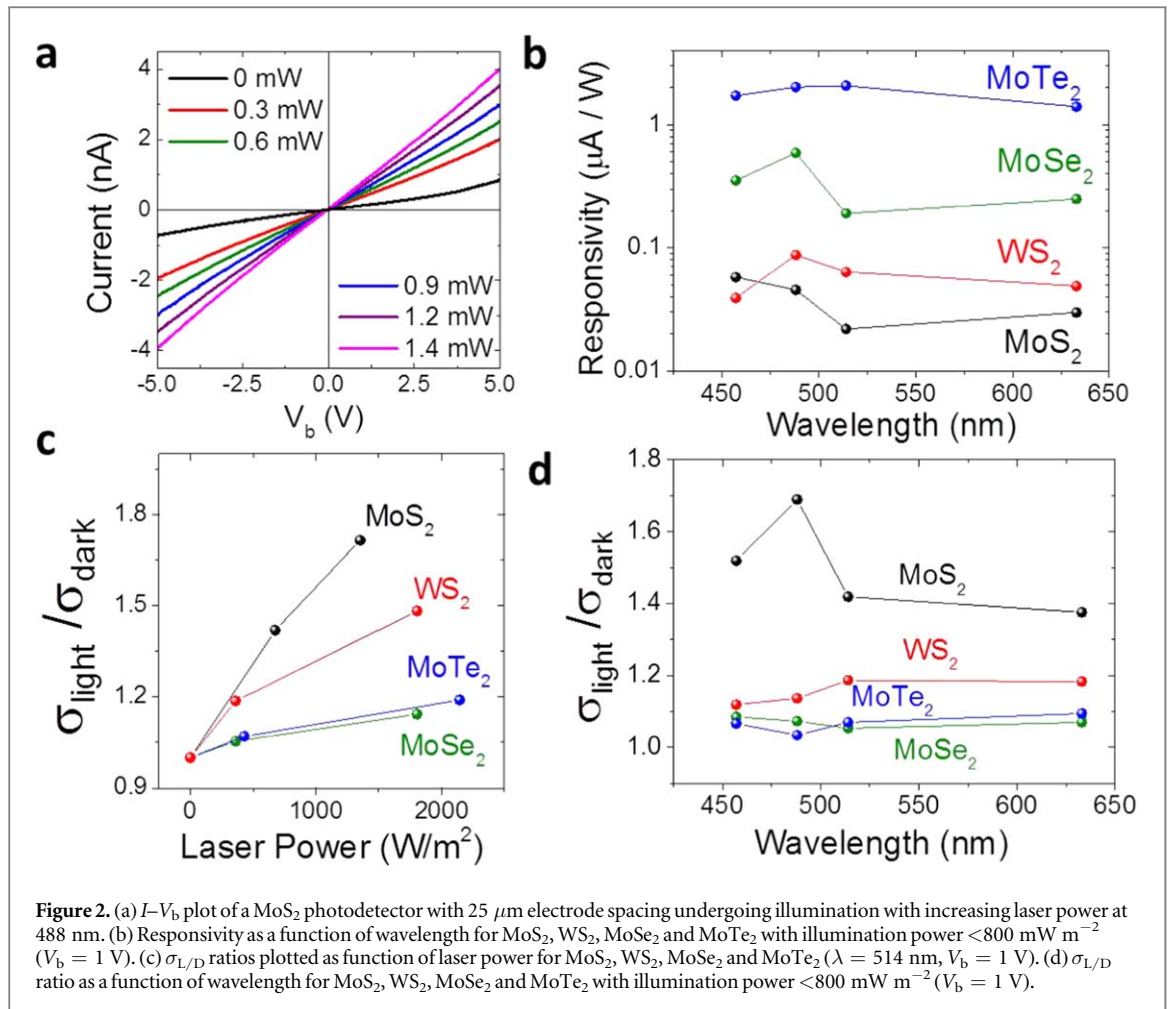 a
4
2
0
-2
-4
Current (nA)
0 mW
0.3 mW
0.6 mW
0.9 mW
1.2 mW
1.4 mW
-5.0 -2.5 0.0 2.5 5.0
V_b (V)
b
1
0.1
0.01
Responsivity (μA / W)
MoTe₂
MoSe₂
WS₂
MoS₂
450 500 550 600 650
Wavelength (nm)
c
1.8
1.5
1.2
0.9
σ_light /σ_dark
MoS₂
WS₂
MoTe₂
MoSe₂
0 1000 2000
Laser Power (W/m²)
d
1.8
1.6
1.4
1.2
1.0
σ_light /σ_dark
MoS₂
WS₂
MoTe₂
MoSe₂
450 500 550 600 650
Wavelength (nm)
Figure 2. (a) I–V_b plot of a MoS₂ photodetector with 25 μm electrode spacing undergoing illumination with increasing laser power at
488 nm. (b) Responsivity as a function of wavelength for MoS₂, WS₂, MoSe₂ and MoTe₂ with illumination power <800 mW m⁻²
(V_b = 1 V). (c) σ_L/D ratios plotted as function of laser power for MoS₂, WS₂, MoSe₂ and MoTe₂ (λ = 514 nm, V_b = 1 V). (d) σ_L/D
ratio as a function of wavelength for MoS₂, WS₂, MoSe₂ and MoTe₂ with illumination power <800 mW m⁻² (V_b = 1 V).